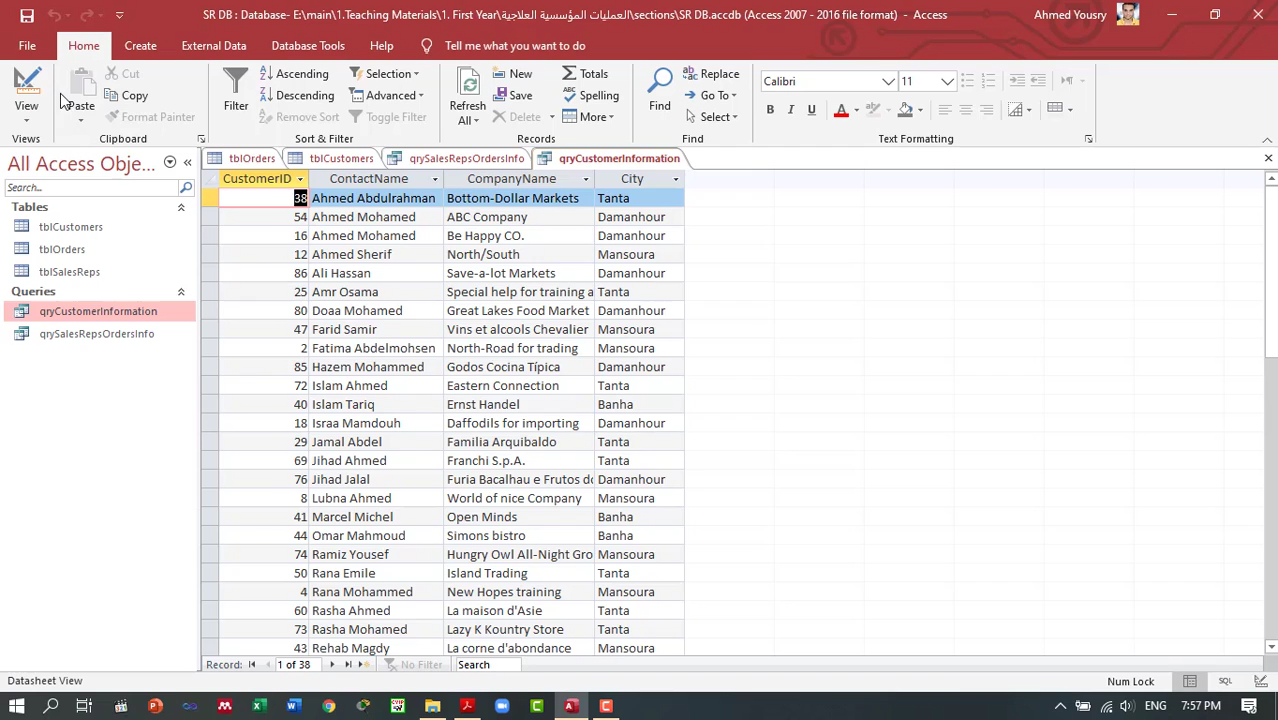 SR DB : Database- E:\main\1.Teaching Materials\1. First Year\العمليات المؤسسية العلاجية\sections\SR DB.accdb (Access 2007 - 2016 file format) - Access
Ahmed Yousry
File Home Create External Data Database Tools Help Tell me what you want to do
View
Views
Paste
Cut
Copy
Format Painter
Clipboard
Filter
Ascending
Descending
Remove Sort
Selection
Advanced
Toggle Filter
Sort & Filter
Refresh All
New
Save
Delete
Totals
Spelling
More
Records
Find
Replace
Go To
Select
Find
Calibri 11
B I U A
Text Formatting
All Access Obje...
Search...
Tables
tblCustomers
tblOrders
tblSalesReps
Queries
qryCustomerInformation
qrySalesRepsOrdersInfo
tblOrders tblCustomers qrySalesRepsOrdersInfo qryCustomerInformation
CustomerID ContactName CompanyName City
38 Ahmed Abdulrahman Bottom-Dollar Markets Tanta
54 Ahmed Mohamed ABC Company Damanhour
16 Ahmed Mohamed Be Happy CO. Damanhour
12 Ahmed Sherif North/South Mansoura
86 Ali Hassan Save-a-lot Markets Damanhour
25 Amr Osama Special help for training a Tanta
80 Doaa Mohamed Great Lakes Food Market Damanhour
47 Farid Samir Vins et alcools Chevalier Mansoura
2 Fatima Abdelmohsen North-Road for trading Mansoura
85 Hazem Mohammed Godos Cocina Típica Damanhour
72 Islam Ahmed Eastern Connection Tanta
40 Islam Tariq Ernst Handel Banha
18 Israa Mamdouh Daffodils for importing Damanhour
29 Jamal Abdel Familia Arquibaldo Tanta
69 Jihad Ahmed Franchi S.p.A. Tanta
76 Jihad Jalal Furia Bacalhau e Frutos do Damanhour
8 Lubna Ahmed World of nice Company Mansoura
41 Marcel Michel Open Minds Banha
44 Omar Mahmoud Simons bistro Banha
74 Ramiz Yousef Hungry Owl All-Night Gro Mansoura
50 Rana Emile Island Trading Tanta
4 Rana Mohammed New Hopes training Mansoura
60 Rasha Ahmed La maison d'Asie Tanta
73 Rasha Mohamed Lazy K Kountry Store Tanta
43 Rehab Magdy La corne d'abondance Mansoura
Record: 1 of 38 No Filter Search
Datasheet View
Num Lock
SQL
ENG 7:57 PM